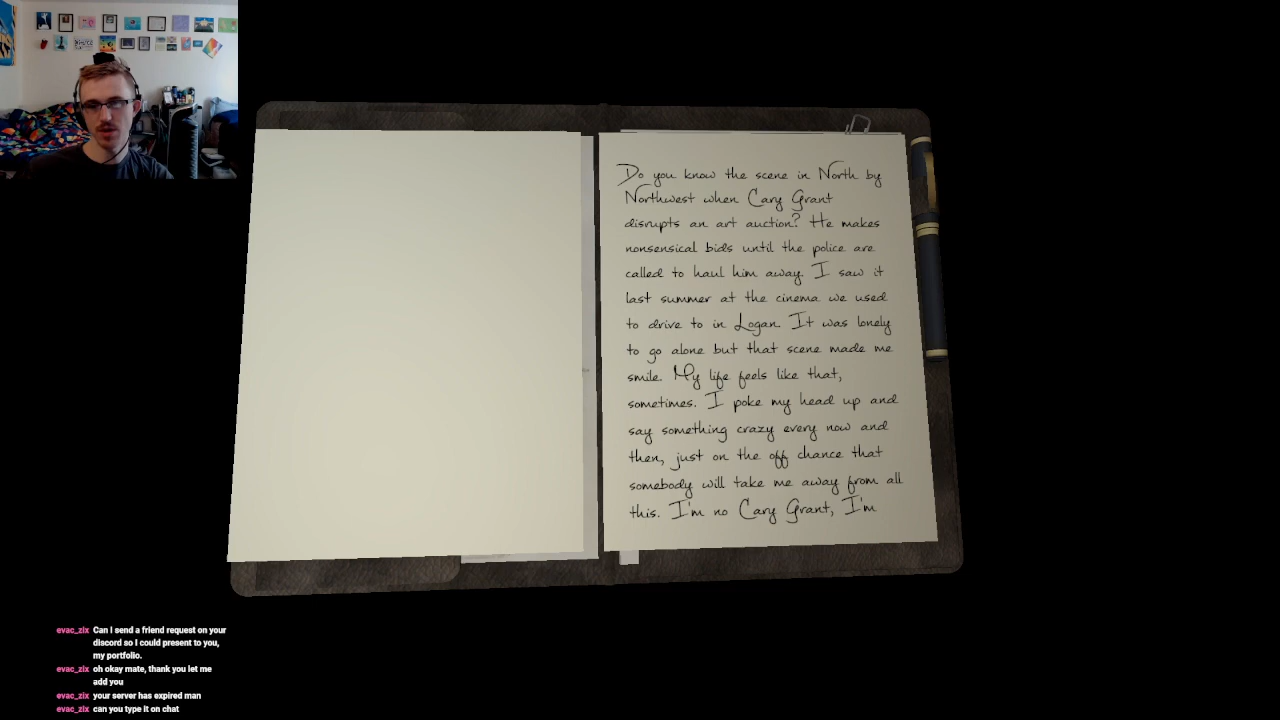 Do you know the scene in North by
Northwest when Cary Grant
disrupts an art auction? He makes
nonsensical bids until the police are
called to haul him away. I saw it
last summer at the cinema we used
to drive to in Logan. It was lonely
to go alone but that scene made me
smile. My life feels like that,
sometimes. I poke my head up and
say something crazy every now and
then, just on the off chance that
somebody will take me away from all
this. I'm no Cary Grant, I'm
evac_zix Can I send a friend request on your
discord so I could present to you,
my portfolio.
evac_zix oh okay mate, thank you let me
add you
evac_zix your server has expired man
evac_zix can you type it on chat